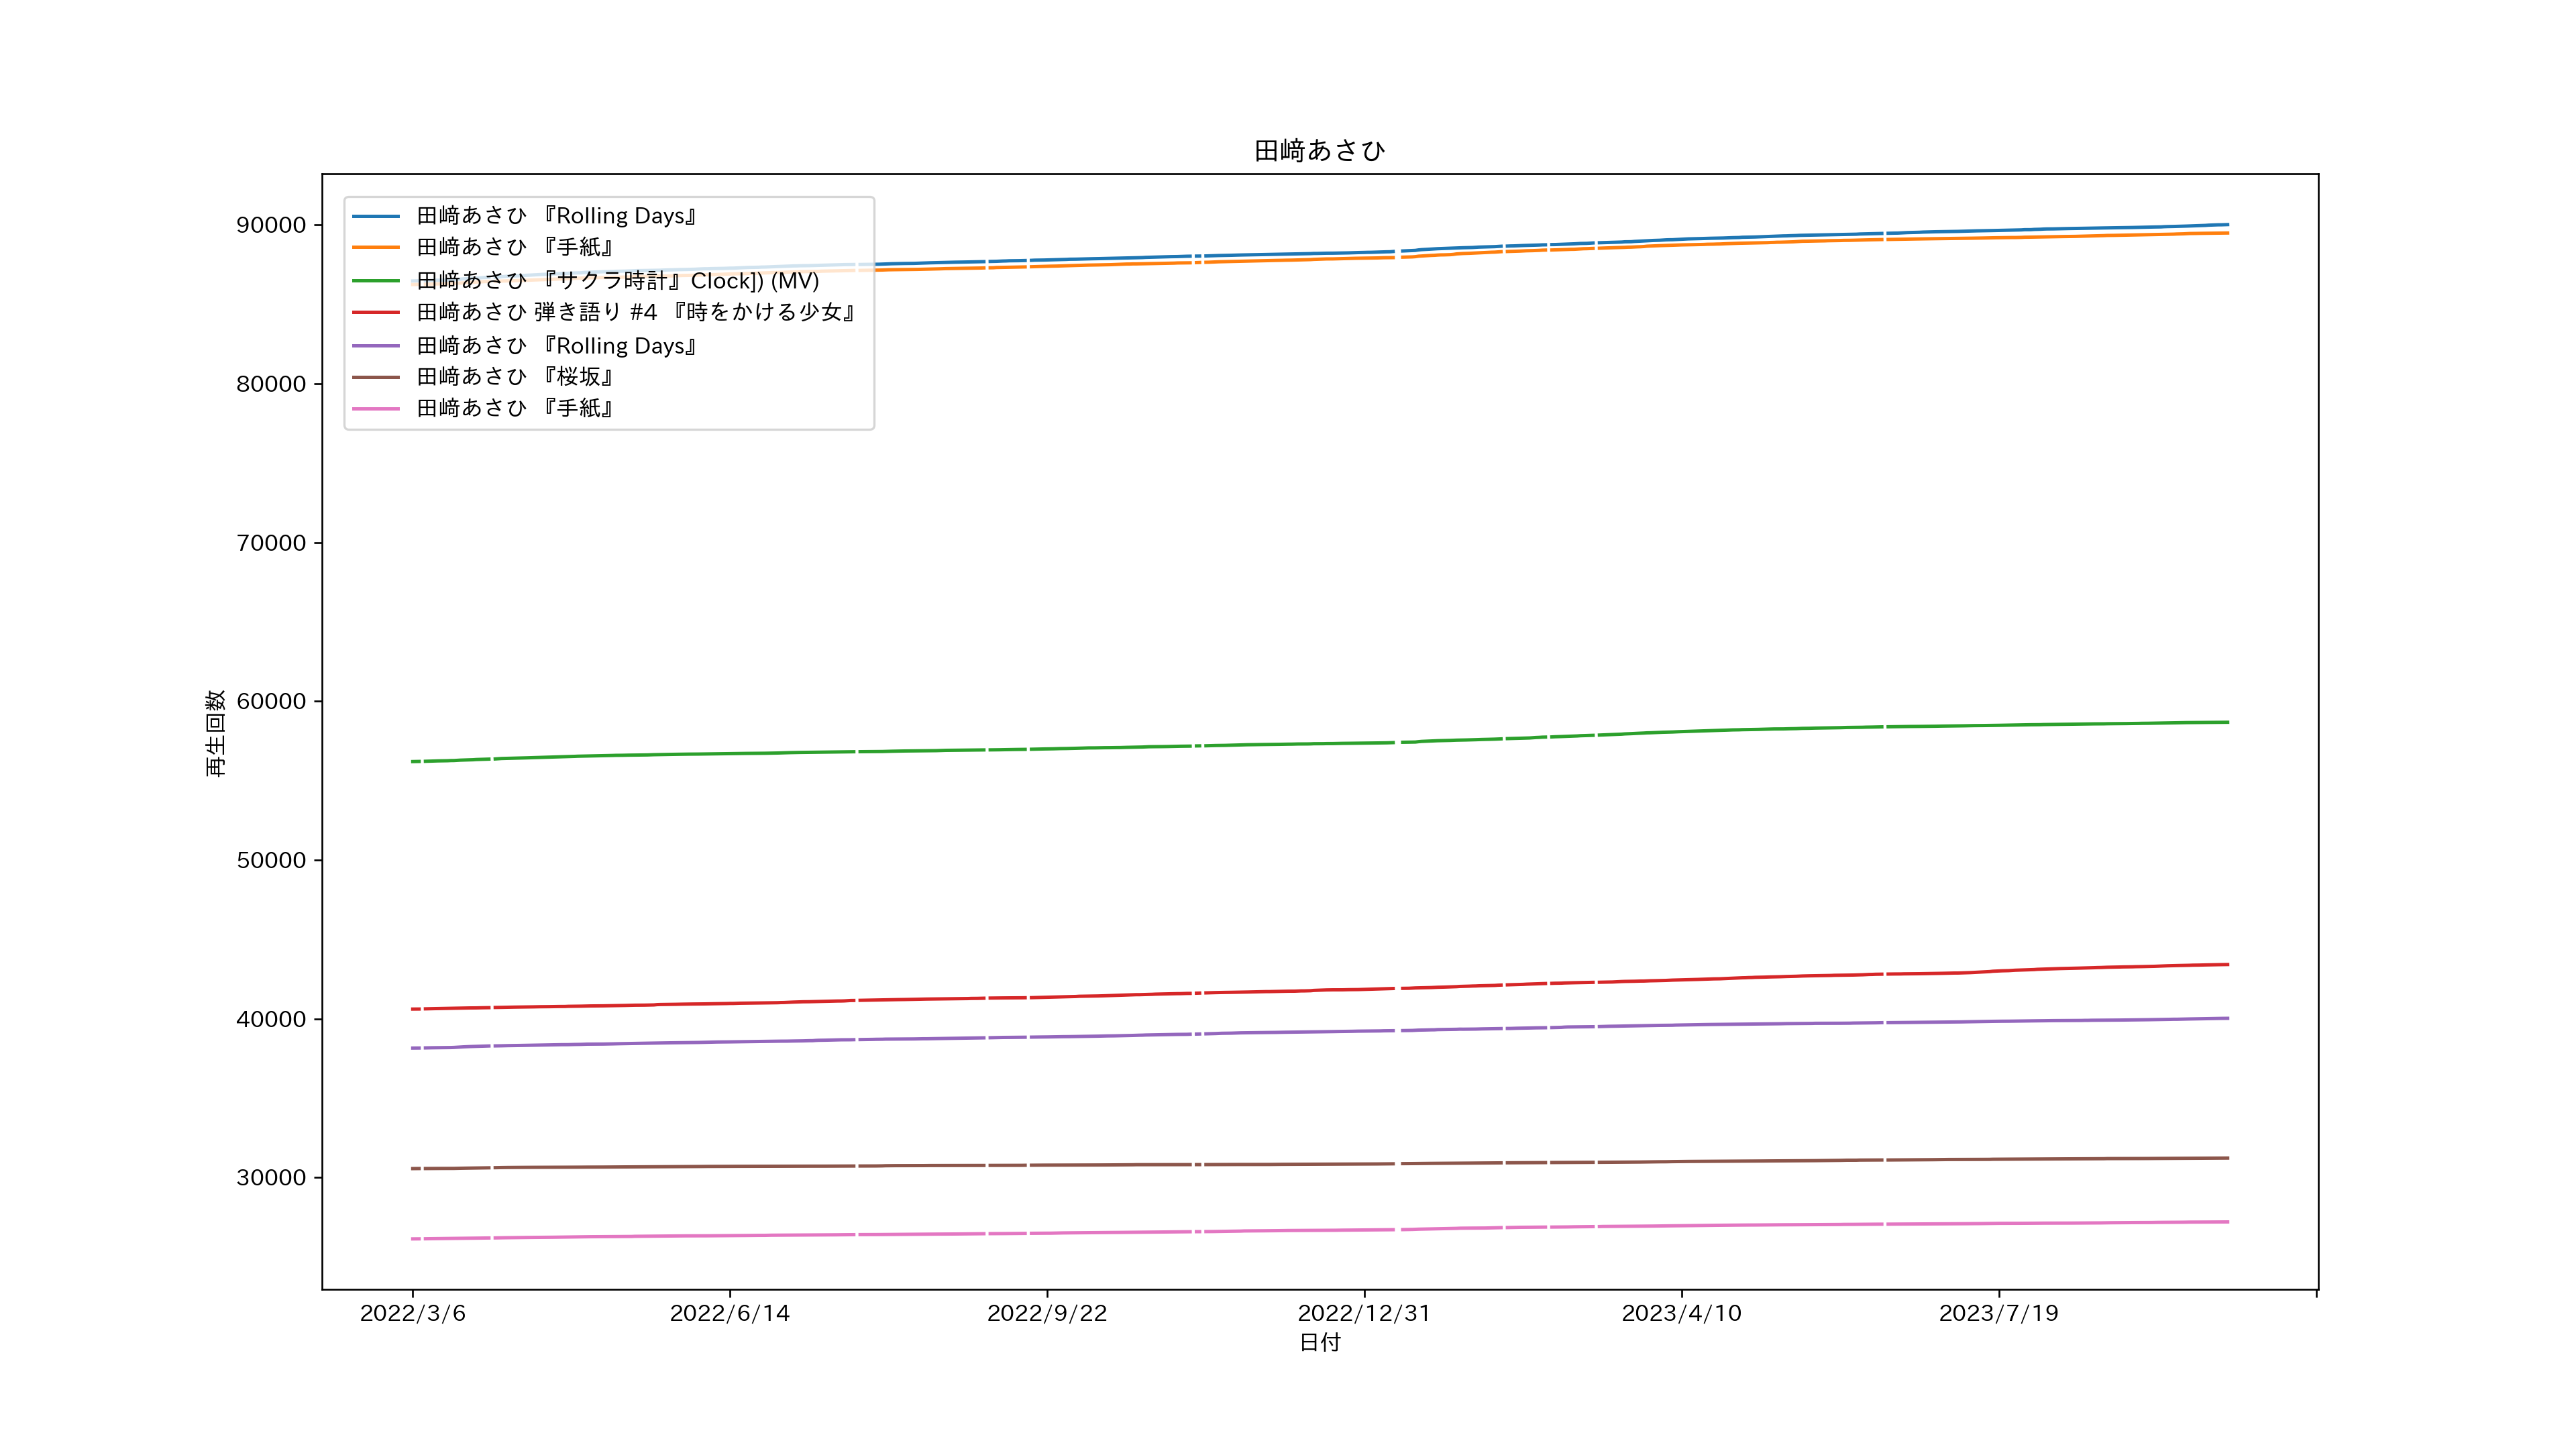 田﨑あさひ
田﨑あさひ 『Rolling Days』
田﨑あさひ 『手紙』
田﨑あさひ 『サクラ時計』Clock]) (MV)
田﨑あさひ 弾き語り #4 『時をかける少女』
田﨑あさひ 『Rolling Days』
田﨑あさひ 『桜坂』
田﨑あさひ 『手紙』
90000
80000
70000
60000
50000
40000
30000
再生回数
2022/3/6
2022/6/14
2022/9/22
2022/12/31
2023/4/10
2023/7/19
日付